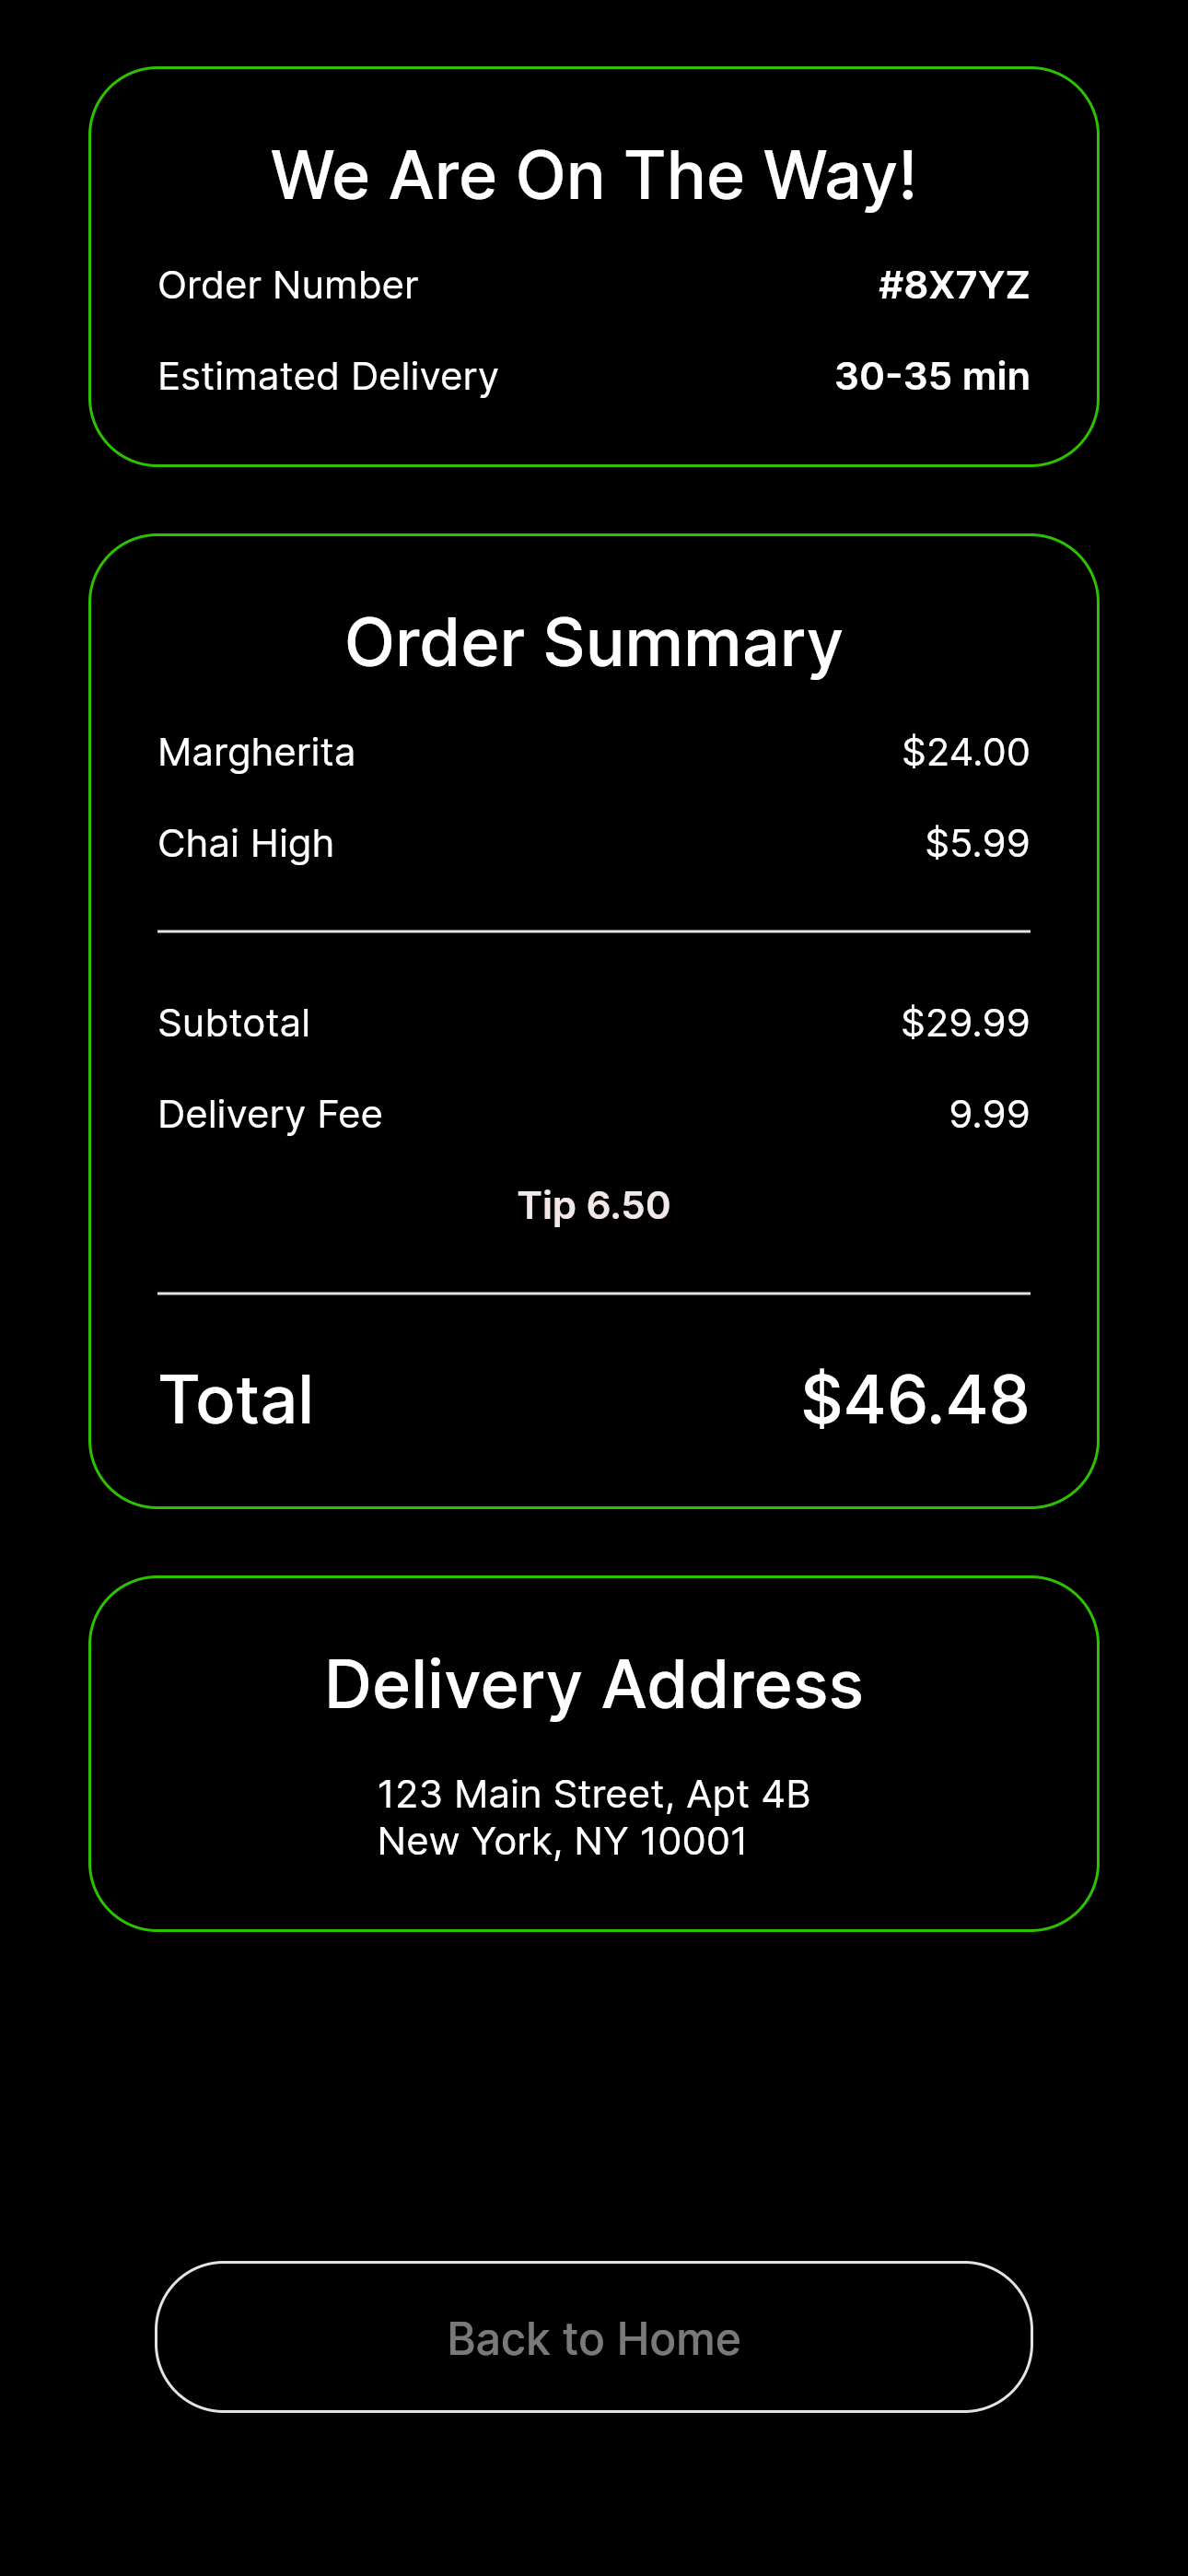 We Are On The Way!
Order Number #8X7YZ
Estimated Delivery 30-35 min
Order Summary
Margherita $24.00
Chai High $5.99
Subtotal $29.99
Delivery Fee 9.99
Tip 6.50
Total $46.48
Delivery Address
123 Main Street, Apt 4B
New York, NY 10001
Back to Home